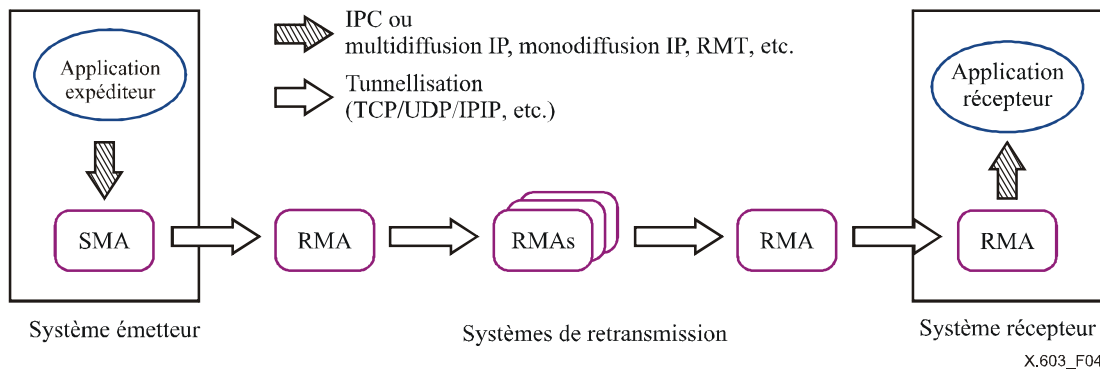 IPC ou
multidiffusion IP, monodiffusion IP, RMT, etc.
Tunnellisation
(TCP/UDP/IPIP, etc.)
Application
expéditeur
Application
récepteur
SMA
RMA
RMAs
RMA
RMA
Système émetteur
Systèmes de retransmission
Système récepteur
X.603_F04